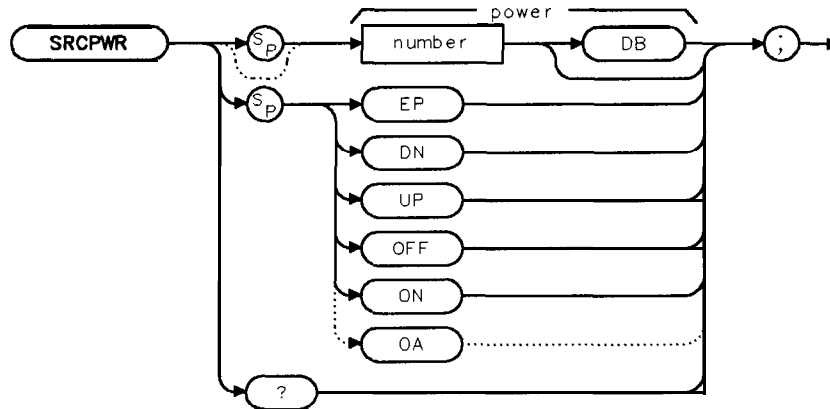 power
SRCPWR SP number DB ;
SP EP
DN
UP
OFF
ON
OA
?